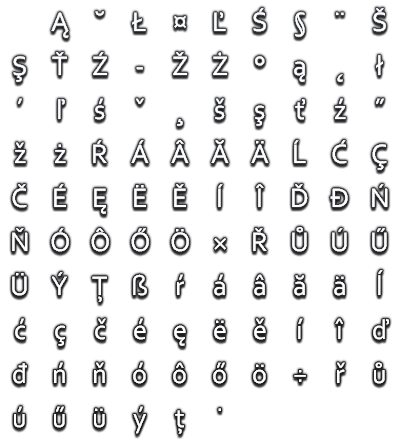 Ą ˘ Ł ¤ Ľ Ś § ¨ Š
Ş Ť Ź - Ž Ż ° ą ˛ ł
´ ľ ś ˇ ¸ š ş ť ź ˝
ž ż Ŕ Á Â Ă Ä Ĺ Ć Ç
Č É Ę Ë Ě Í Î Ď Đ Ń
Ň Ó Ô Ő Ö × Ř Ů Ú Ű
Ü Ý Ţ ß ŕ á â ă ä ĺ
ć ç č é ę ë ě í î ď
đ ń ň ó ô ő ö ÷ ř ů
ú ű ü ý ţ ˙